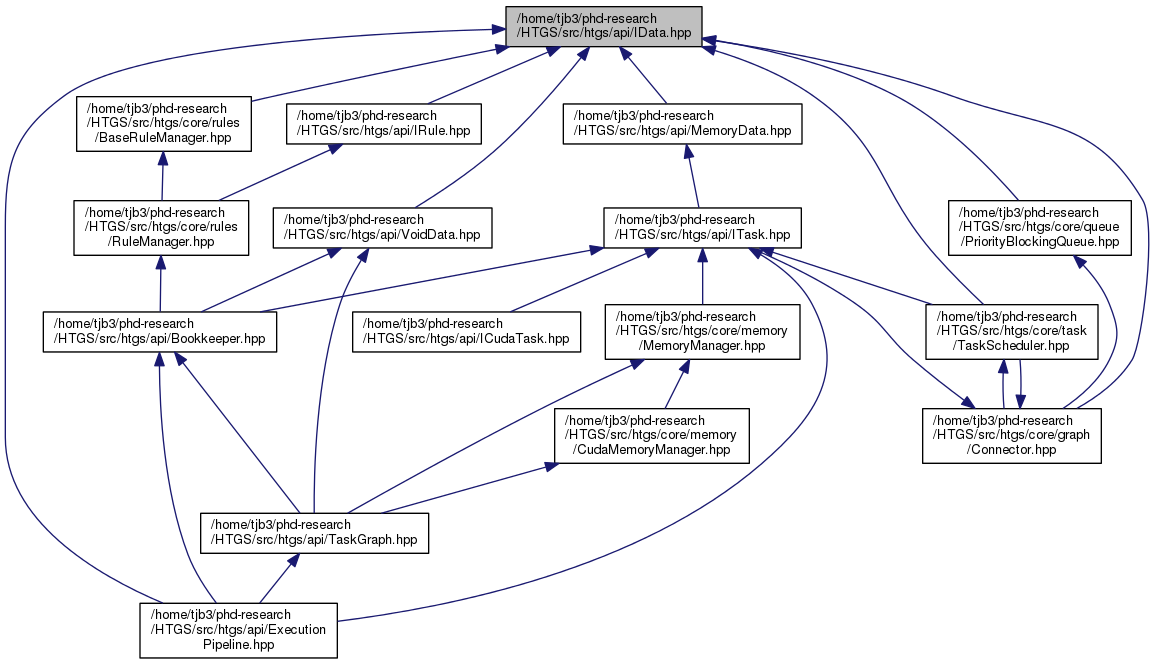 /home/tjb3/phd-research
/HTGS/src/htgs/api/IData.hpp
/home/tjb3/phd-research
/HTGS/src/htgs/core/rules
/BaseRuleManager.hpp
/home/tjb3/phd-research
/HTGS/src/htgs/api/IRule.hpp
/home/tjb3/phd-research
/HTGS/src/htgs/api/MemoryData.hpp
/home/tjb3/phd-research
/HTGS/src/htgs/core/rules
/RuleManager.hpp
/home/tjb3/phd-research
/HTGS/src/htgs/api/VoidData.hpp
/home/tjb3/phd-research
/HTGS/src/htgs/api/ITask.hpp
/home/tjb3/phd-research
/HTGS/src/htgs/core/queue
/PriorityBlockingQueue.hpp
/home/tjb3/phd-research
/HTGS/src/htgs/api/Bookkeeper.hpp
/home/tjb3/phd-research
/HTGS/src/htgs/api/ICudaTask.hpp
/home/tjb3/phd-research
/HTGS/src/htgs/core/memory
/MemoryManager.hpp
/home/tjb3/phd-research
/HTGS/src/htgs/core/task
/TaskScheduler.hpp
/home/tjb3/phd-research
/HTGS/src/htgs/core/memory
/CudaMemoryManager.hpp
/home/tjb3/phd-research
/HTGS/src/htgs/core/graph
/Connector.hpp
/home/tjb3/phd-research
/HTGS/src/htgs/api/TaskGraph.hpp
/home/tjb3/phd-research
/HTGS/src/htgs/api/Execution
Pipeline.hpp